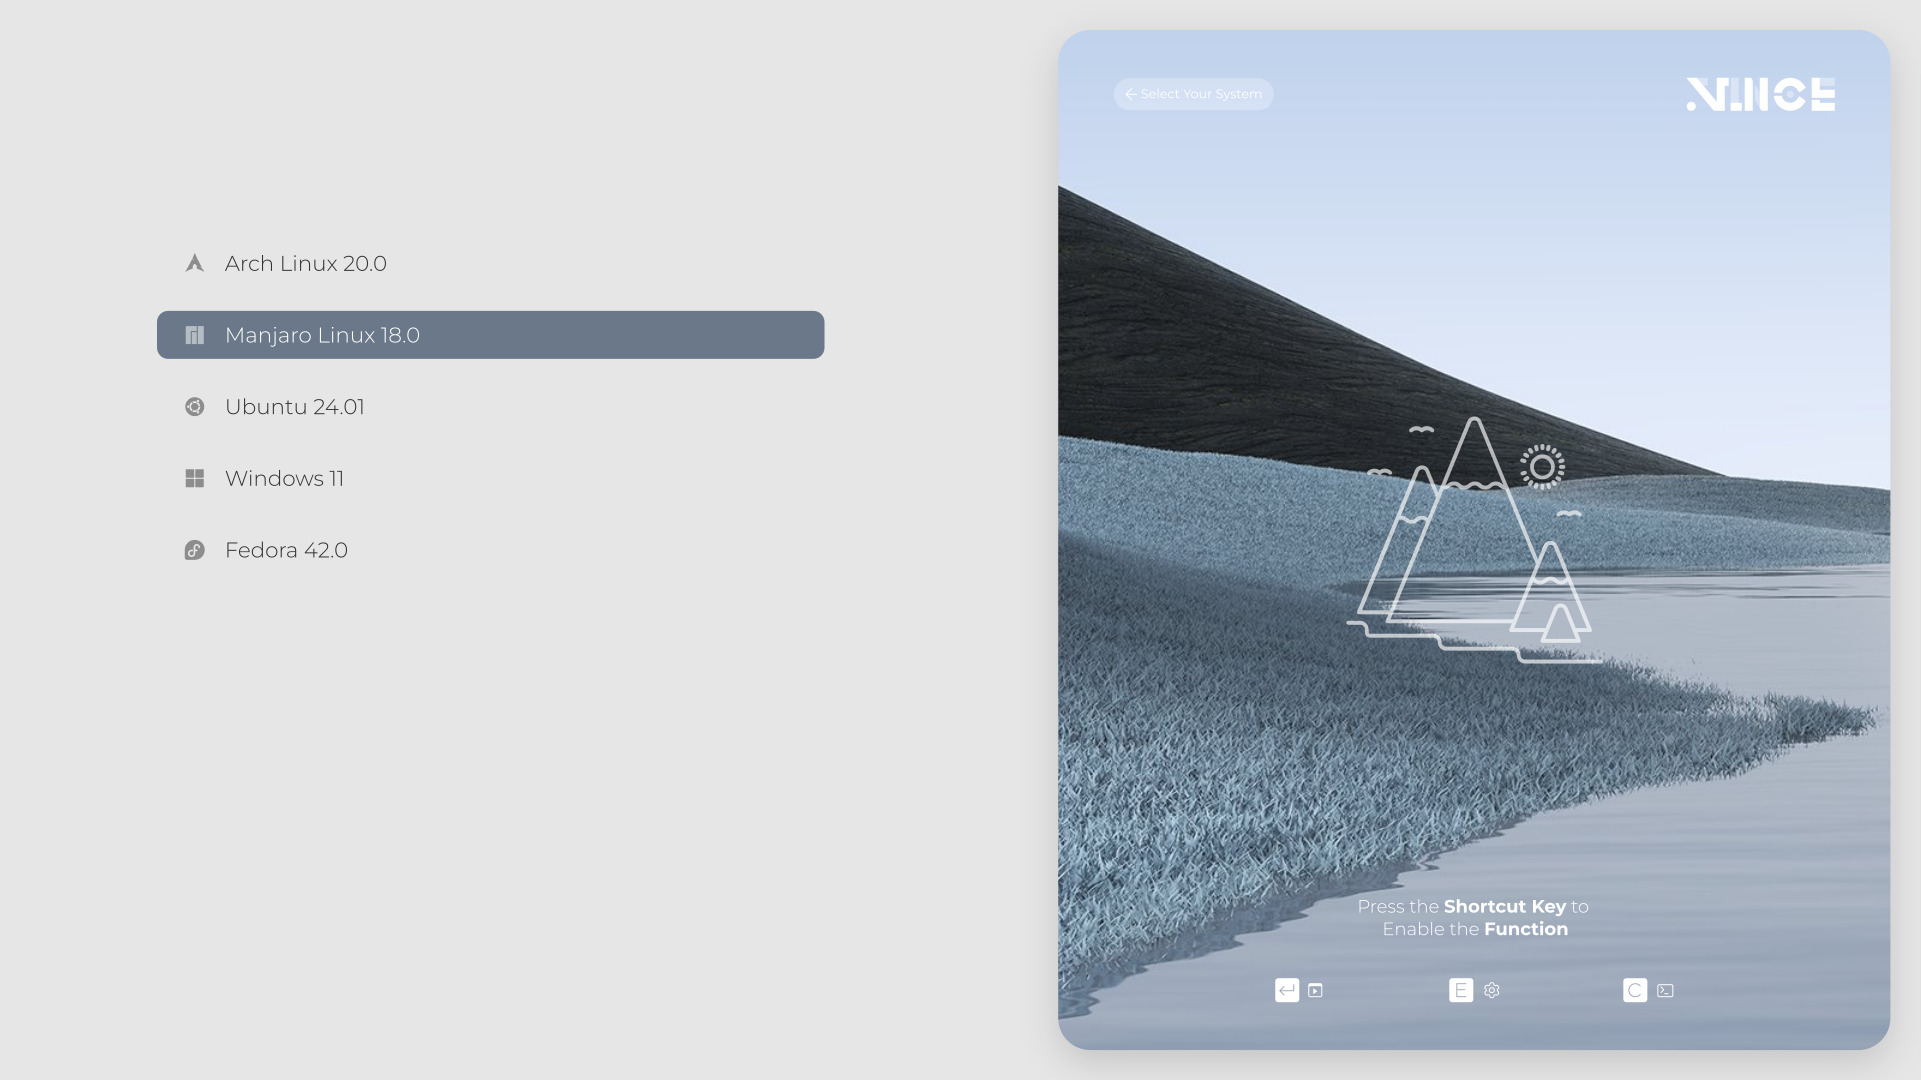 Arch Linux 20.0
Manjaro Linux 18.0
Ubuntu 24.01
Windows 11
Fedora 42.0
← Select Your System
.VINCE
Press the Shortcut Key to
Enable the Function
E
C